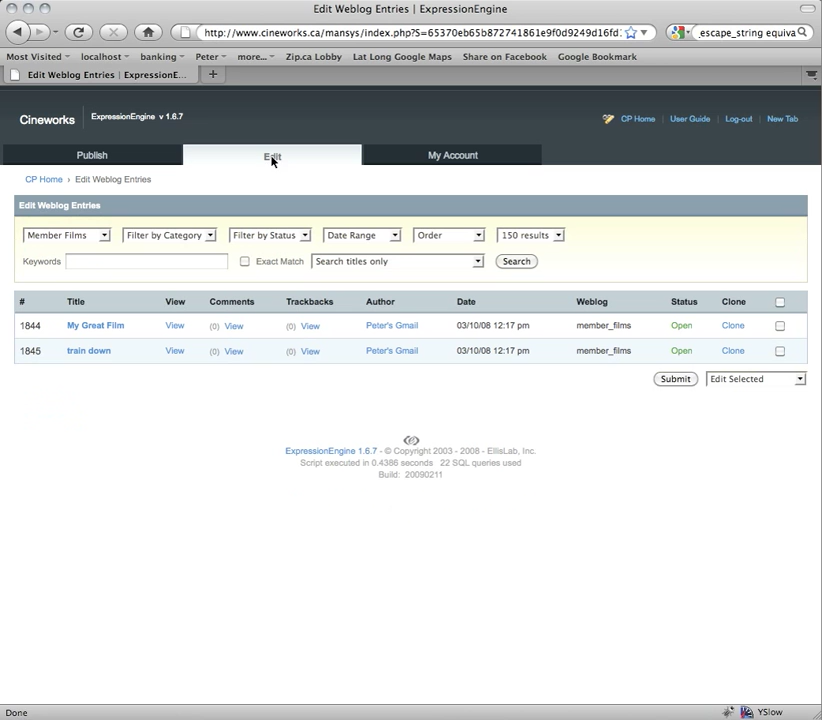 Edit Weblog Entries | ExpressionEngine
http://www.cineworks.ca/mansys/index.php?S=65370eb65b872741861e9f0d9249d16fd
_escape_string equiva
Most Visited localhost banking Peter more... Zip.ca Lobby Lat Long Google Maps Share on Facebook Google Bookmark
Edit Weblog Entries | ExpressionE... +
Cineworks ExpressionEngine v 1.6.7 CP Home User Guide Log-out New Tab
Publish Edit My Account
CP Home › Edit Weblog Entries
Edit Weblog Entries
Member Films Filter by Category Filter by Status Date Range Order 150 results
Keywords Exact Match Search titles only Search
# Title View Comments Trackbacks Author Date Weblog Status Clone
1844 My Great Film View (0) View (0) View Peter's Gmail 03/10/08 12:17 pm member_films Open Clone
1845 train down View (0) View (0) View Peter's Gmail 03/10/08 12:17 pm member_films Open Clone
Submit Edit Selected
ExpressionEngine 1.6.7 - © Copyright 2003 - 2008 - EllisLab, Inc.
Script executed in 0.4386 seconds 22 SQL queries used
Build: 20090211
Done YSlow